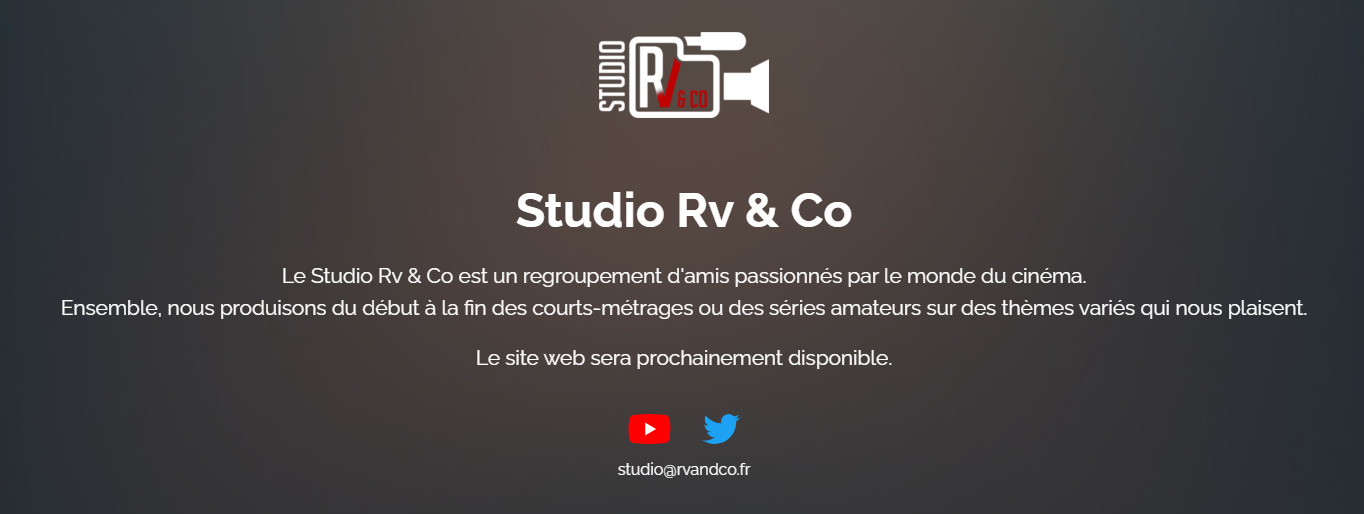 STUDIO
RV & CO
Studio Rv & Co
Le Studio Rv & Co est un regroupement d'amis passionnés par le monde du cinéma.
Ensemble, nous produisons du début à la fin des courts-métrages ou des séries amateurs sur des thèmes variés qui nous plaisent.
Le site web sera prochainement disponible.
studio@rvandco.fr